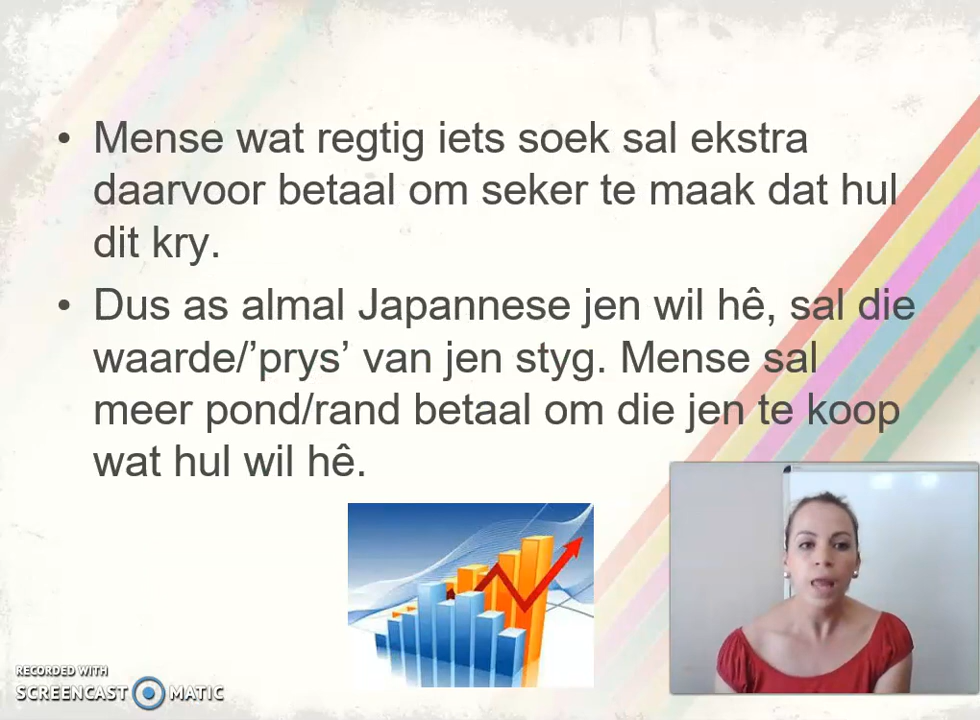 • Mense wat regtig iets soek sal ekstra
daarvoor betaal om seker te maak dat hul
dit kry.
• Dus as almal Japannese jen wil hê, sal die
waarde/’prys’ van jen styg. Mense sal
meer pond/rand betaal om die jen te koop
wat hul wil hê.
RECORDED WITH
SCREENCAST MATIC